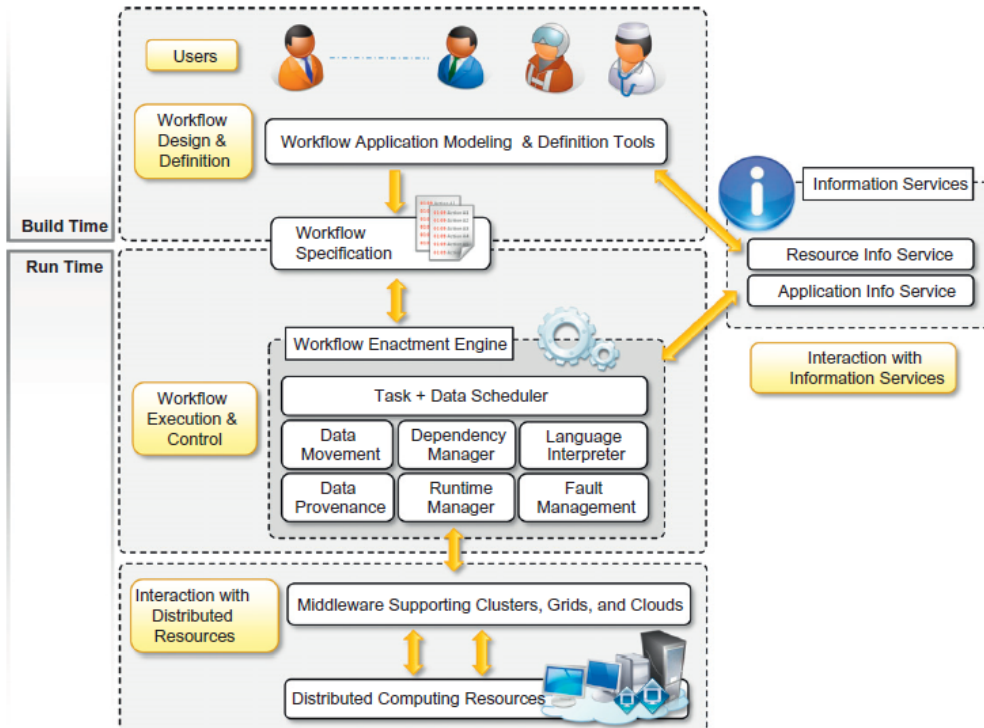 Users
Workflow
Design &
Definition
Workflow Application Modeling & Definition Tools
Information Services
Build Time
Workflow
Specification
Resource Info Service
Run Time
Application Info Service
Workflow Enactment Engine
Interaction with
Information Services
Task + Data Scheduler
Workflow
Execution &
Control
Data
Movement
Dependency
Manager
Language
Interpreter
Data
Provenance
Runtime
Manager
Fault
Management
Interaction with
Distributed
Resources
Middleware Supporting Clusters, Grids, and Clouds
Distributed Computing Resources